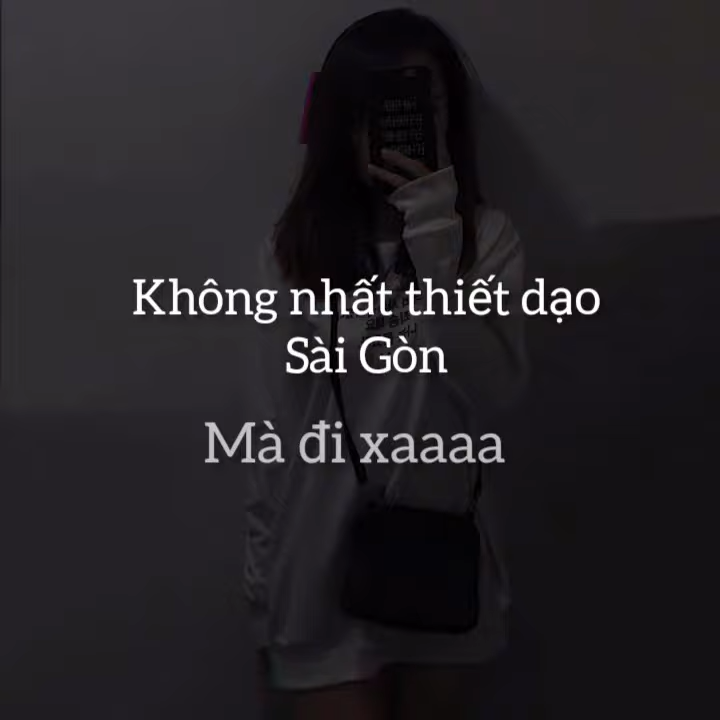 Không nhất thiết dạo
Sài Gòn
Mà đi xaaaa